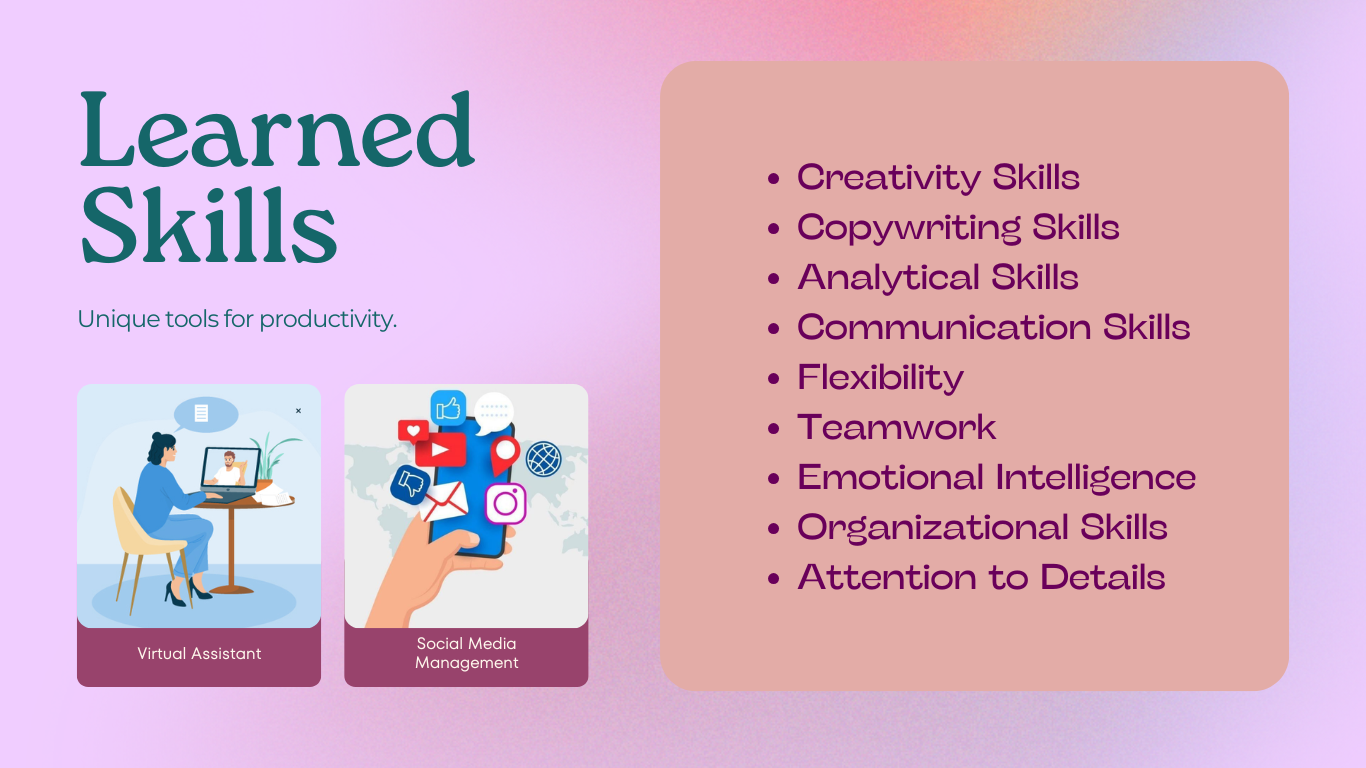 Learned
Skills
Unique tools for productivity.
Virtual Assistant
Social Media
Management
• Creativity Skills
• Copywriting Skills
• Analytical Skills
• Communication Skills
• Flexibility
• Teamwork
• Emotional Intelligence
• Organizational Skills
• Attention to Details